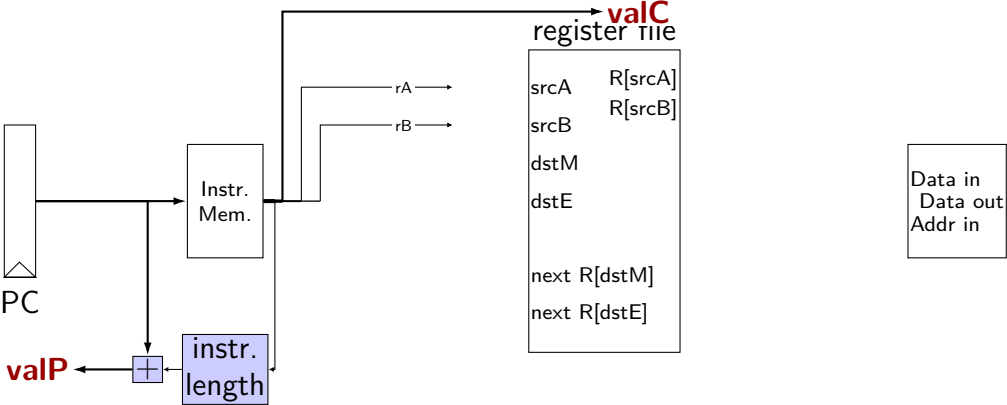 valC
register file
rA
rB
srcA
R[srcA]
R[srcB]
srcB
dstM
dstE
next R[dstM]
next R[dstE]
Instr.
Mem.
Data in
Data out
Addr in
PC
instr.
length
+
valP